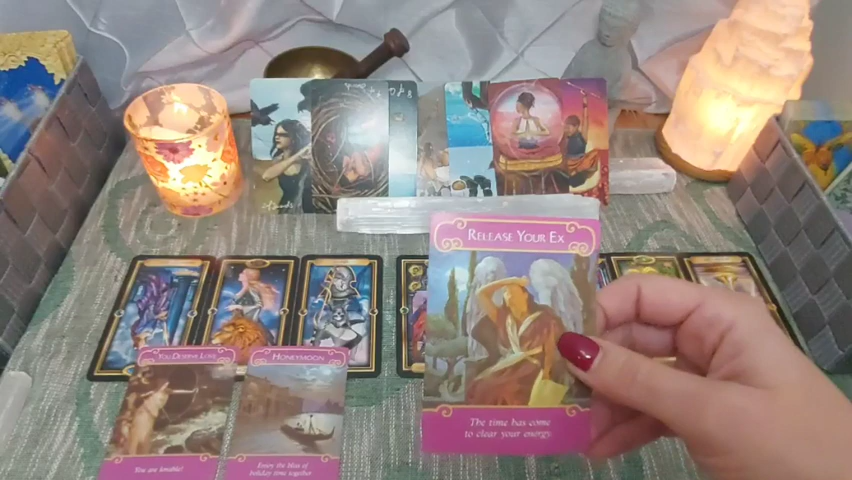 RELEASE YOUR EX
The time has come
to clear your energy.
YOU DESERVE LOVE
You are lovable!
HONEYMOON
Enjoy the bliss of
holiday time together